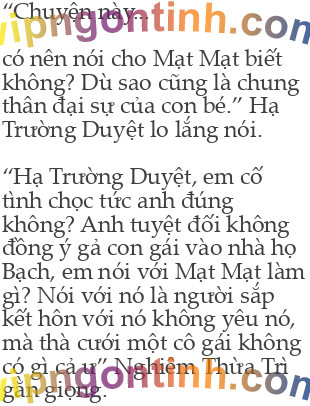 “Chuyện này...
vipngontinh.com
có nên nói cho Mạt Mạt biết
không? Dù sao cũng là chung
thân đại sự của con bé.” Hạ
Trường Duyệt lo lắng nói.
“Hạ Trường Duyệt, em cố
tình chọc tức anh đúng
không? Anh tuyệt đối không
đồng ý gả con gái vào nhà họ
Bạch, em nói với Mạt Mạt làm
gì? Nói với nó là người sắp
kết hôn với nó không yêu nó,
mà thà cưới một cô gái không
có gì cả ư” Nghiêm Thừa Trì
vipngontinh.com
gằn giọng.